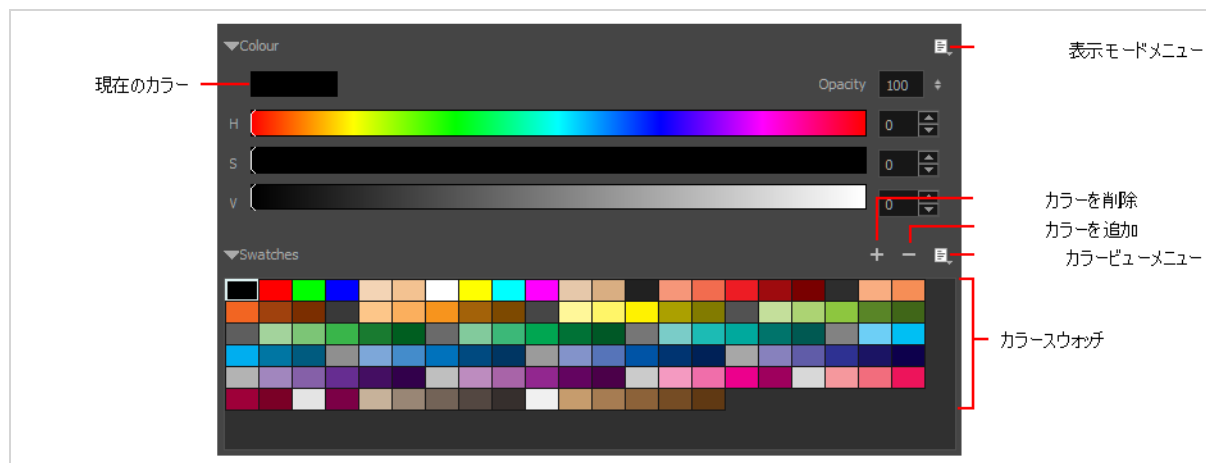 Colour
表示モードメニュー
現在のカラー
Opacity 100
H 0
S 0
V 0
カラーを削除
カラーを追加
Swatches
カラービューメニュー
カラースウォッチ